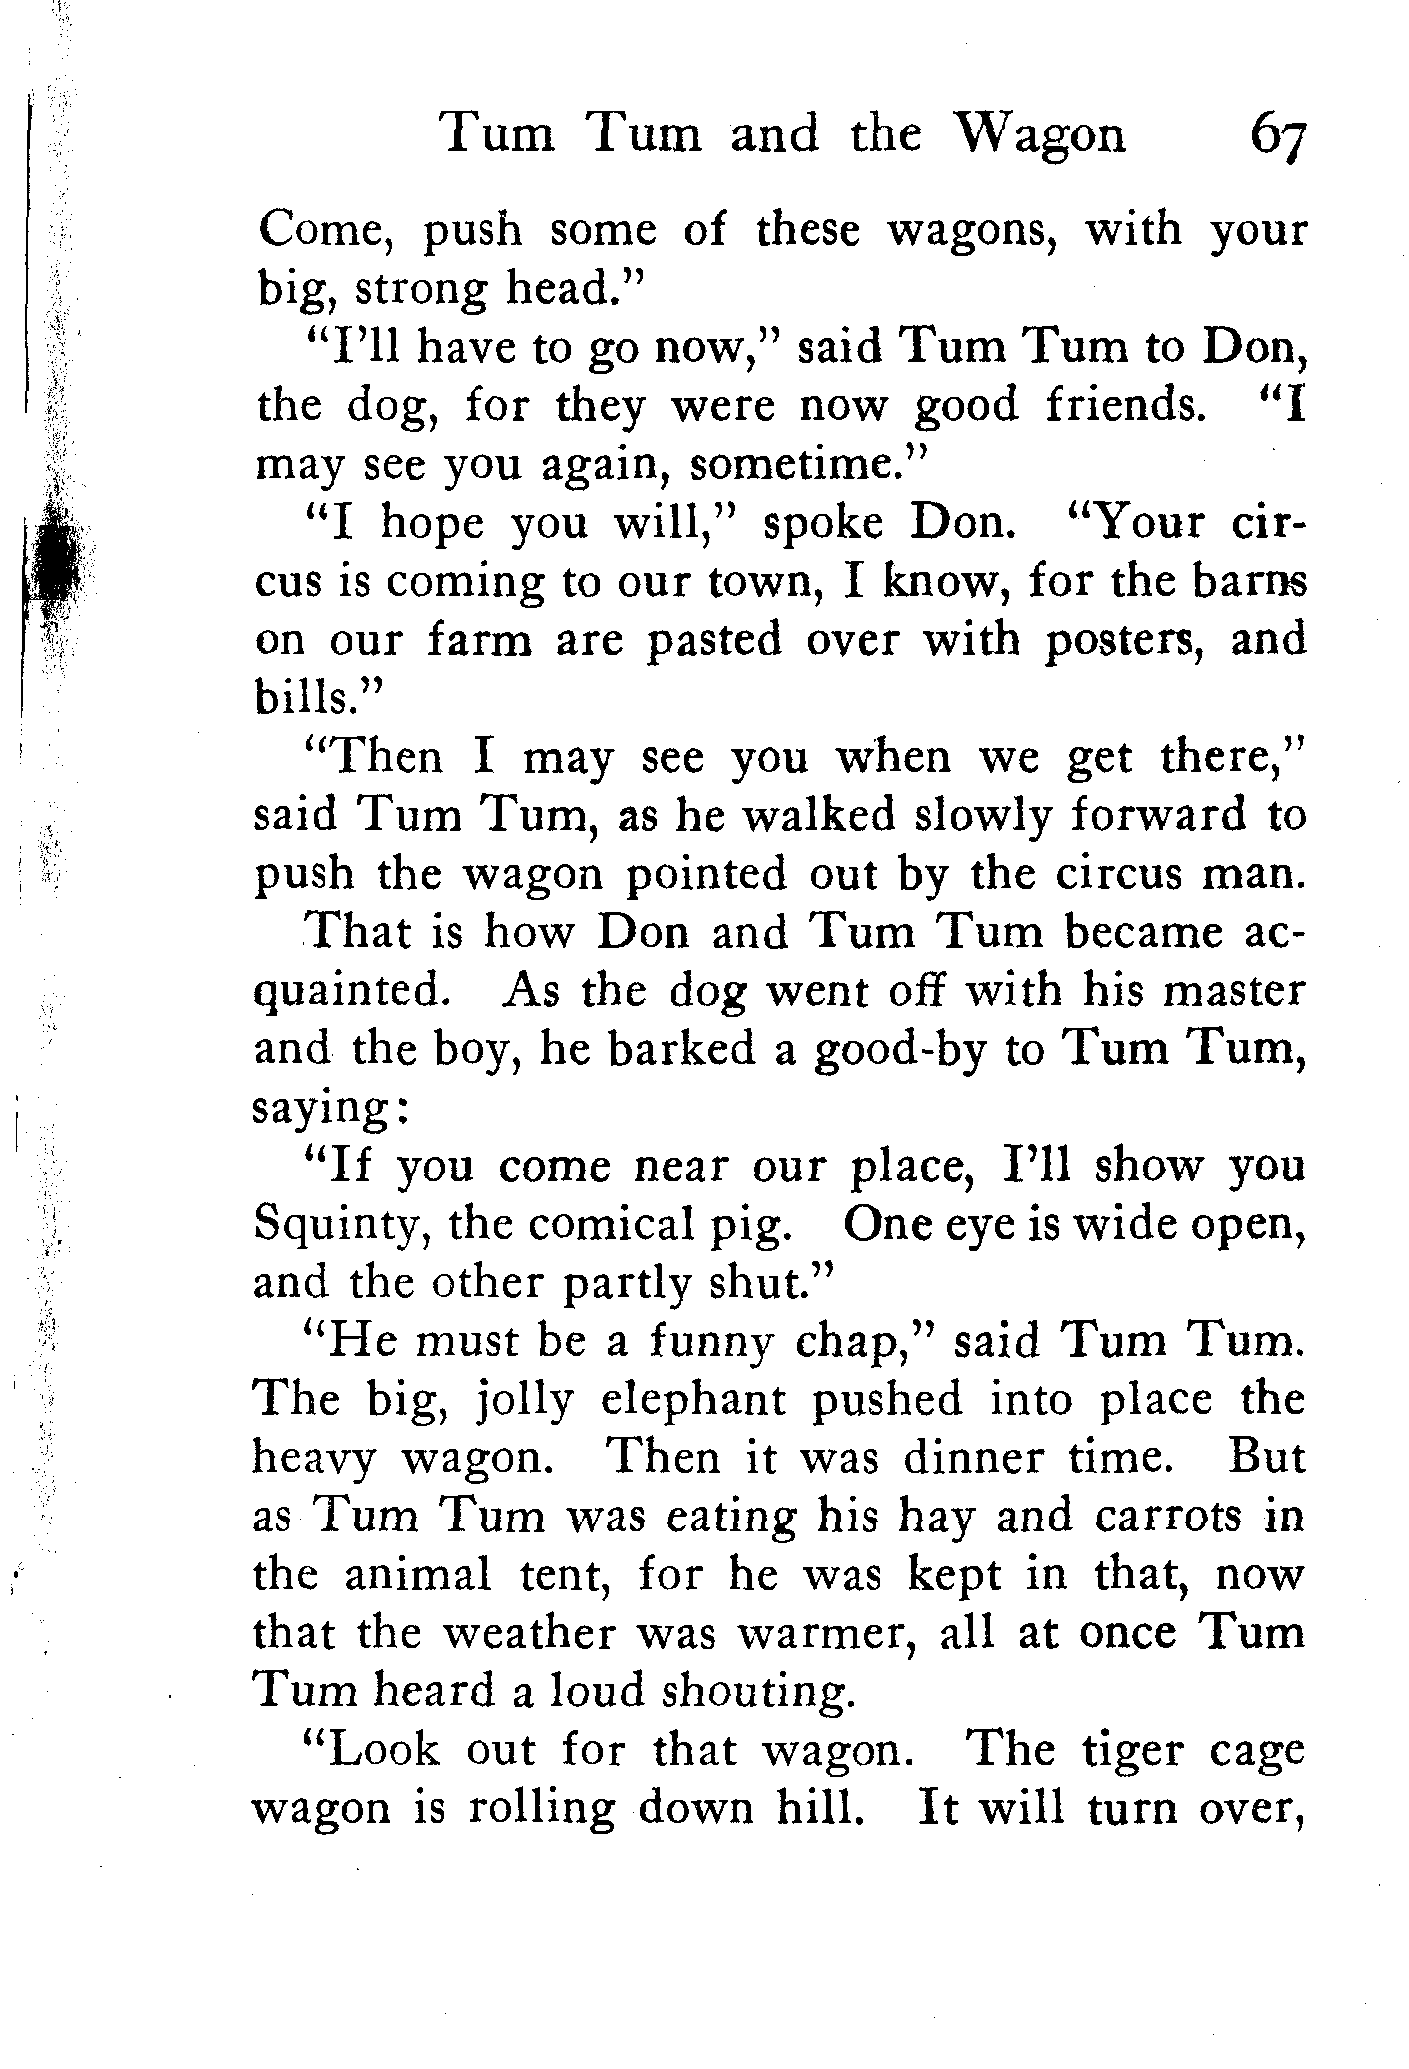 Tum Tum and the Wagon 67
Come, push some of these wagons, with your
big, strong head."
"I'll have to go now," said Tum Tum to Don,
the dog, for they were now good friends. "I
may see you again, sometime."
"I hope you will," spoke Don. "Your cir-
cus is coming to our town, I know, for the barns
on our farm are pasted over with posters, and
bills."
"Then I may see you when we get there,"
said Tum Tum, as he walked slowly forward to
push the wagon pointed out by the circus man.
That is how Don and Tum Tum became ac-
quainted. As the dog went off with his master
and the boy, he barked a good-by to Tum Tum,
saying:
"If you come near our place, I'll show you
Squinty, the comical pig. One eye is wide open,
and the other partly shut."
"He must be a funny chap," said Tum Tum.
The big, jolly elephant pushed into place the
heavy wagon. Then it was dinner time. But
as Tum Tum was eating his hay and carrots in
the animal tent, for he was kept in that, now
that the weather was warmer, all at once Tum
Tum heard a loud shouting.
"Look out for that wagon. The tiger cage
wagon is rolling down hill. It will turn over,